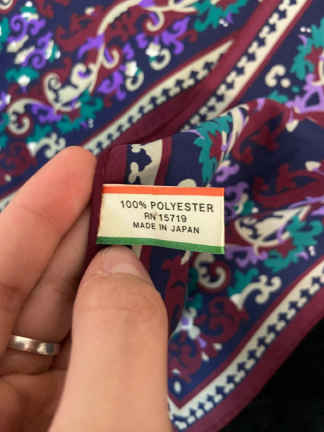 100% POLYESTER
RN 15719
MADE IN JAPAN